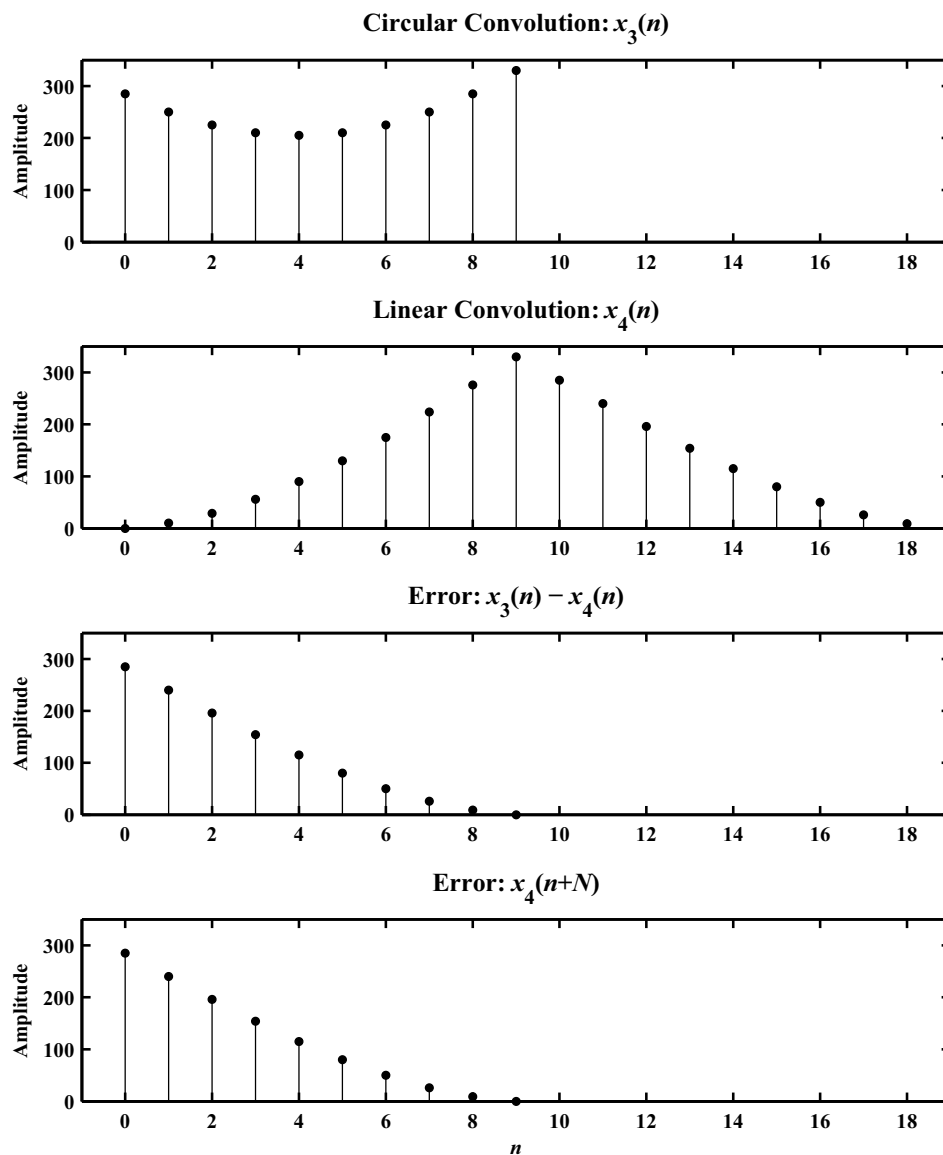 Circular Convolution: x₃(n)
Amplitude
300
200
100
0
0 2 4 6 8 10 12 14 16 18
Linear Convolution: x₄(n)
Amplitude
300
200
100
0
0 2 4 6 8 10 12 14 16 18
Error: x₃(n) − x₄(n)
Amplitude
300
200
100
0
0 2 4 6 8 10 12 14 16 18
Error: x₄(n+N)
Amplitude
300
200
100
0
0 2 4 6 8 10 12 14 16 18
n